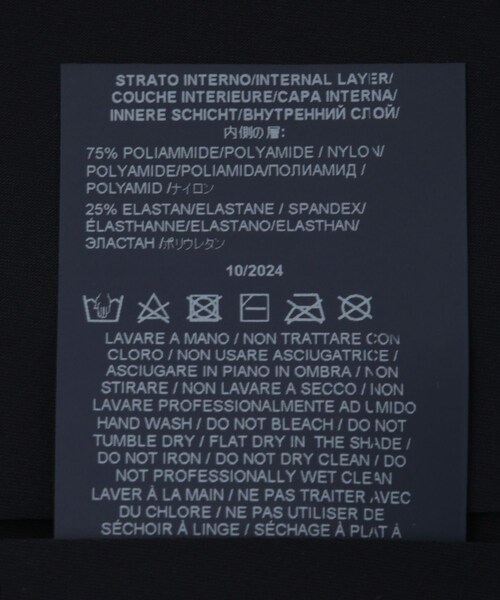 STRATO INTERNO/INTERNAL LAYER/
COUCHE INTERIEURE/CAPA INTERNA/
INNERE SCHICHT/ВНУТРЕННИЙ СЛОЙ/
内側の層:
75% POLIAMMIDE/POLYAMIDE / NYLON/
POLYAMIDE/POLIAMIDA/ПОЛИАМИД /
POLYAMID /ナイロン
25% ELASTAN/ELASTANE / SPANDEX/
ÉLASTHANNE/ELASTANO/ELASTHAN/
ЭЛАСТАН /ポリウレタン
10/2024
LAVARE A MANO / NON TRATTARE CON
CLORO / NON USARE ASCIUGATRICE /
ASCIUGARE IN PIANO IN OMBRA / NON
STIRARE / NON LAVARE A SECCO / NON
LAVARE PROFESSIONALMENTE AD UMIDO
HAND WASH / DO NOT BLEACH / DO NOT
TUMBLE DRY / FLAT DRY IN THE SHADE /
DO NOT IRON / DO NOT DRY CLEAN / DO
NOT PROFESSIONALLY WET CLEAN
LAVER À LA MAIN / NE PAS TRAITER AVEC
DU CHLORE / NE PAS UTILISER DE
SÉCHOIR À LINGE / SÉCHAGE À PLAT À